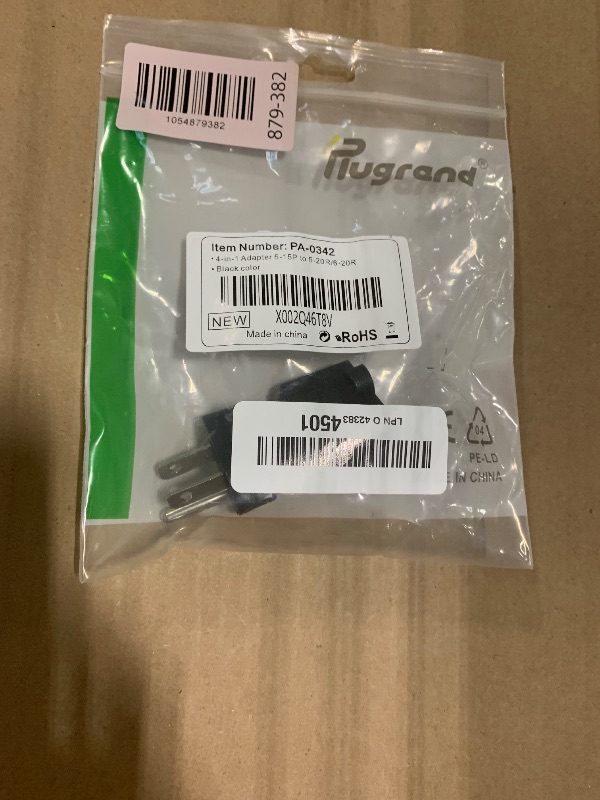 1054879382
879-382
Plugrand®
Item Number: PA-0342
• 4-in-1 Adapter 5-15P to 5-20R/6-20R
• Black color
X002Q46T8V
NEW
Made in china
RoHS
LPN O 42383 4501
E
04
PE-LD
E IN CHINA